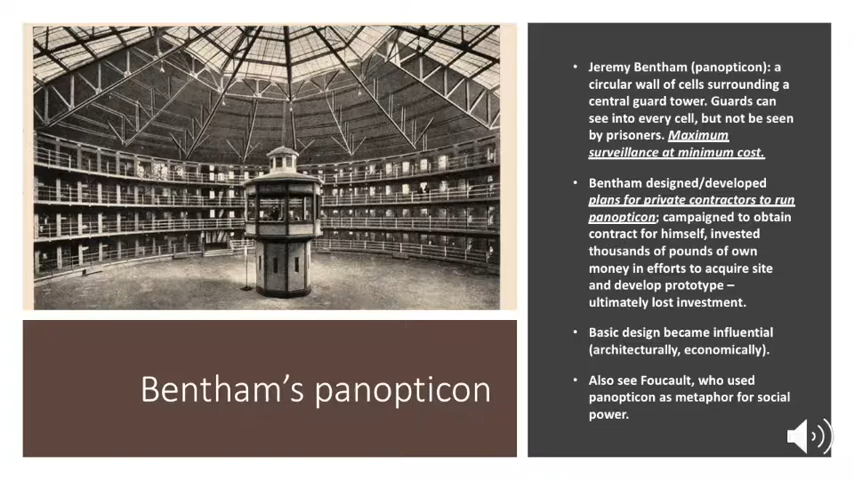 Bentham's panopticon
• Jeremy Bentham (panopticon): a
circular wall of cells surrounding a
central guard tower. Guards can
see into every cell, but not be seen
by prisoners. Maximum
surveillance at minimum cost.
• Bentham designed/developed
plans for private contractors to run
panopticon; campaigned to obtain
contract for himself, invested
thousands of pounds of own
money in efforts to acquire site
and develop prototype –
ultimately lost investment.
• Basic design became influential
(architecturally, economically).
• Also see Foucault, who used
panopticon as metaphor for social
power.